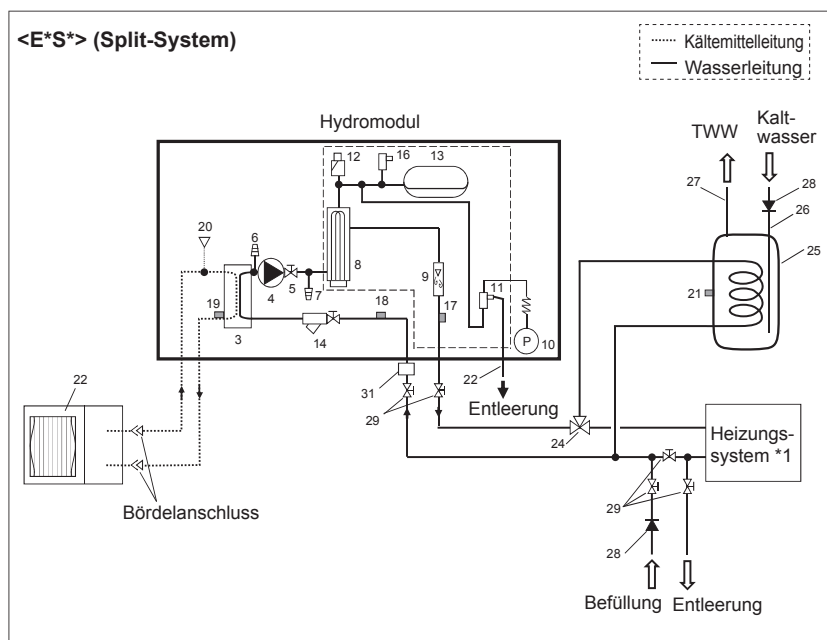 <E*S*> (Split-System)
Kältemittelleitung
Wasserleitung
Hydromodul
TWW
Kalt-
wasser
12
16
13
27
28
26
25
20
6
8
4
5
7
9
11
17
18
21
19
3
14
P
10
31
22
Entleerung
29
24
22
Heizungs-
system *1
Bördelanschluss
29
28
Befüllung
Entleerung